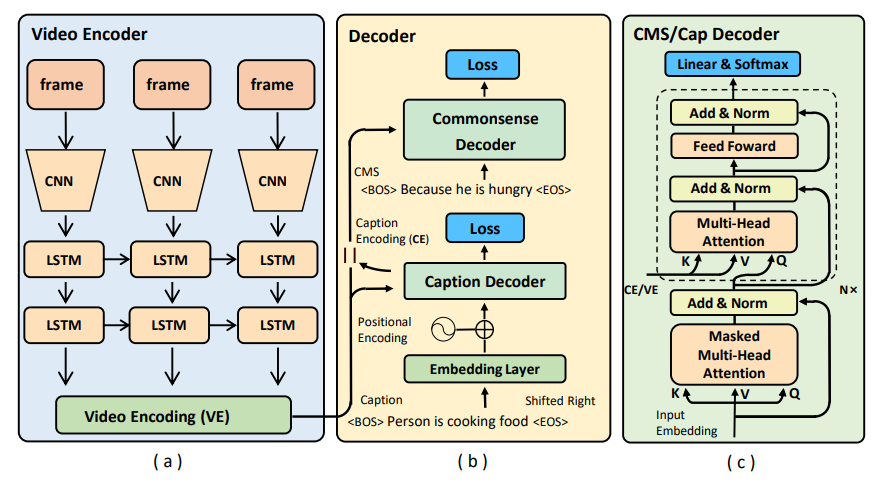 Video Encoder
frame
frame
frame
CNN
CNN
CNN
LSTM
LSTM
LSTM
LSTM
LSTM
LSTM
Video Encoding (VE)
( a )
Decoder
Loss
Commonsense
Decoder
CMS
<BOS> Because he is hungry <EOS>
Caption
Encoding (CE)
Loss
Caption Decoder
Positional
Encoding
Embedding Layer
Caption
Shifted Right
<BOS> Person is cooking food <EOS>
( b )
CMS/Cap Decoder
Linear & Softmax
Add & Norm
Feed Foward
Add & Norm
Multi-Head
Attention
K
V
Q
CE/VE
N×
Add & Norm
Masked
Multi-Head
Attention
K
V
Q
Input
Embedding
( c )